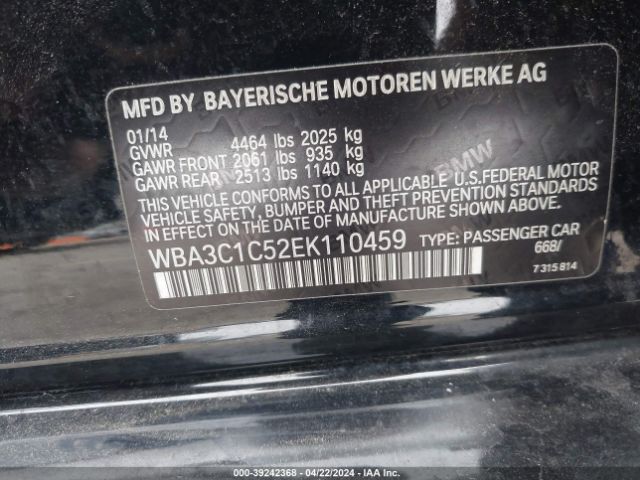 MFD BY BAYERISCHE MOTOREN WERKE AG
01/14
GVWR 4464 lbs 2025 kg
GAWR FRONT 2061 lbs 935 kg
GAWR REAR 2513 lbs 1140 kg
THIS VEHICLE CONFORMS TO ALL APPLICABLE U.S.FEDERAL MOTOR
VEHICLE SAFETY, BUMPER AND THEFT PREVENTION STANDARDS
IN EFFECT ON THE DATE OF MANUFACTURE SHOWN ABOVE.
WBA3C1C52EK110459 TYPE: PASSENGER CAR
668/
7 315 814
BMW
000-39242368 - 04/22/2024 - IAA Inc.